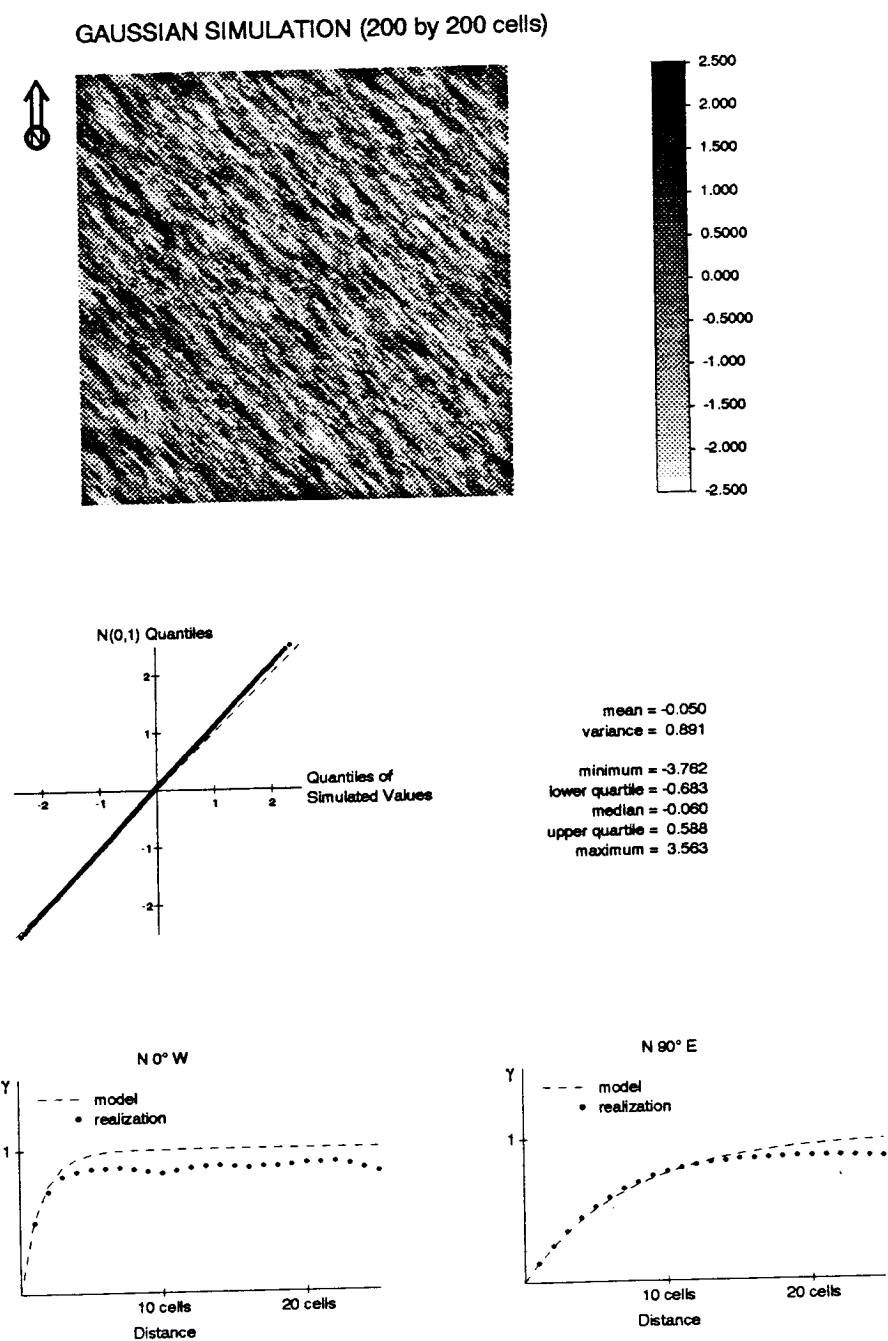 GAUSSIAN SIMULATION (200 by 200 cells)
N
2.500
2.000
1.500
1.000
0.5000
0.000
-0.5000
-1.000
-1.500
-2.000
-2.500
N(0,1) Quantiles
2
1
-2
-1
1
2
-1
-2
Quantiles of
Simulated Values
mean = -0.050
variance = 0.891
minimum = -3.762
lower quartile = -0.683
median = -0.060
upper quartile = 0.588
maximum = 3.563
N 0° W
γ
model
realization
1
10 cells
20 cells
Distance
N 90° E
γ
model
realization
1
10 cells
20 cells
Distance